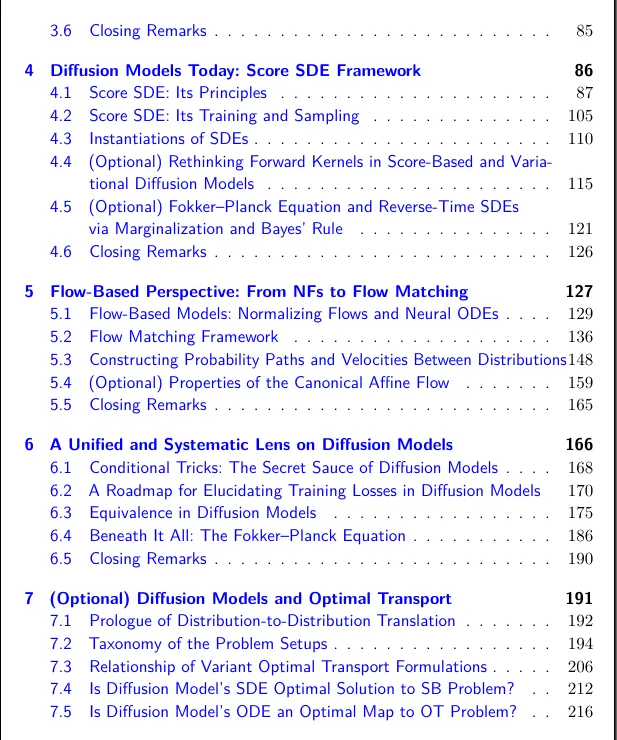 3.6 Closing Remarks . . . . . . . . . . . . . . . . . . . . . . . . . . 85
4 Diffusion Models Today: Score SDE Framework 86
4.1 Score SDE: Its Principles . . . . . . . . . . . . . . . . . . . . . 87
4.2 Score SDE: Its Training and Sampling . . . . . . . . . . . . . . 105
4.3 Instantiations of SDEs . . . . . . . . . . . . . . . . . . . . . . . 110
4.4 (Optional) Rethinking Forward Kernels in Score-Based and Varia-
tional Diffusion Models . . . . . . . . . . . . . . . . . . . . . . 115
4.5 (Optional) Fokker–Planck Equation and Reverse-Time SDEs
via Marginalization and Bayes' Rule . . . . . . . . . . . . . . . 121
4.6 Closing Remarks . . . . . . . . . . . . . . . . . . . . . . . . . . 126
5 Flow-Based Perspective: From NFs to Flow Matching 127
5.1 Flow-Based Models: Normalizing Flows and Neural ODEs . . . . 129
5.2 Flow Matching Framework . . . . . . . . . . . . . . . . . . . . 136
5.3 Constructing Probability Paths and Velocities Between Distributions 148
5.4 (Optional) Properties of the Canonical Affine Flow . . . . . . . 159
5.5 Closing Remarks . . . . . . . . . . . . . . . . . . . . . . . . . . 165
6 A Unified and Systematic Lens on Diffusion Models 166
6.1 Conditional Tricks: The Secret Sauce of Diffusion Models . . . . 168
6.2 A Roadmap for Elucidating Training Losses in Diffusion Models 170
6.3 Equivalence in Diffusion Models . . . . . . . . . . . . . . . . . 175
6.4 Beneath It All: The Fokker–Planck Equation . . . . . . . . . . . 186
6.5 Closing Remarks . . . . . . . . . . . . . . . . . . . . . . . . . . 190
7 (Optional) Diffusion Models and Optimal Transport 191
7.1 Prologue of Distribution-to-Distribution Translation . . . . . . . 192
7.2 Taxonomy of the Problem Setups . . . . . . . . . . . . . . . . . 194
7.3 Relationship of Variant Optimal Transport Formulations . . . . . 206
7.4 Is Diffusion Model's SDE Optimal Solution to SB Problem? . . 212
7.5 Is Diffusion Model's ODE an Optimal Map to OT Problem? . . 216